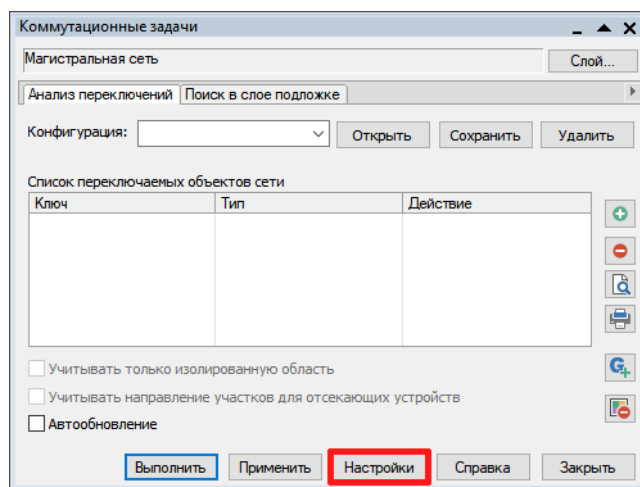 Коммутационные задачи
Магистральная сеть
Слой...
Анализ переключений Поиск в слое подложке
Конфигурация:
Открыть Сохранить Удалить
Список переключаемых объектов сети
Ключ Тип Действие
Учитывать только изолированную область
Учитывать направление участков для отсекающих устройств
Автообновление
Выполнить Применить Настройки Справка Закрыть